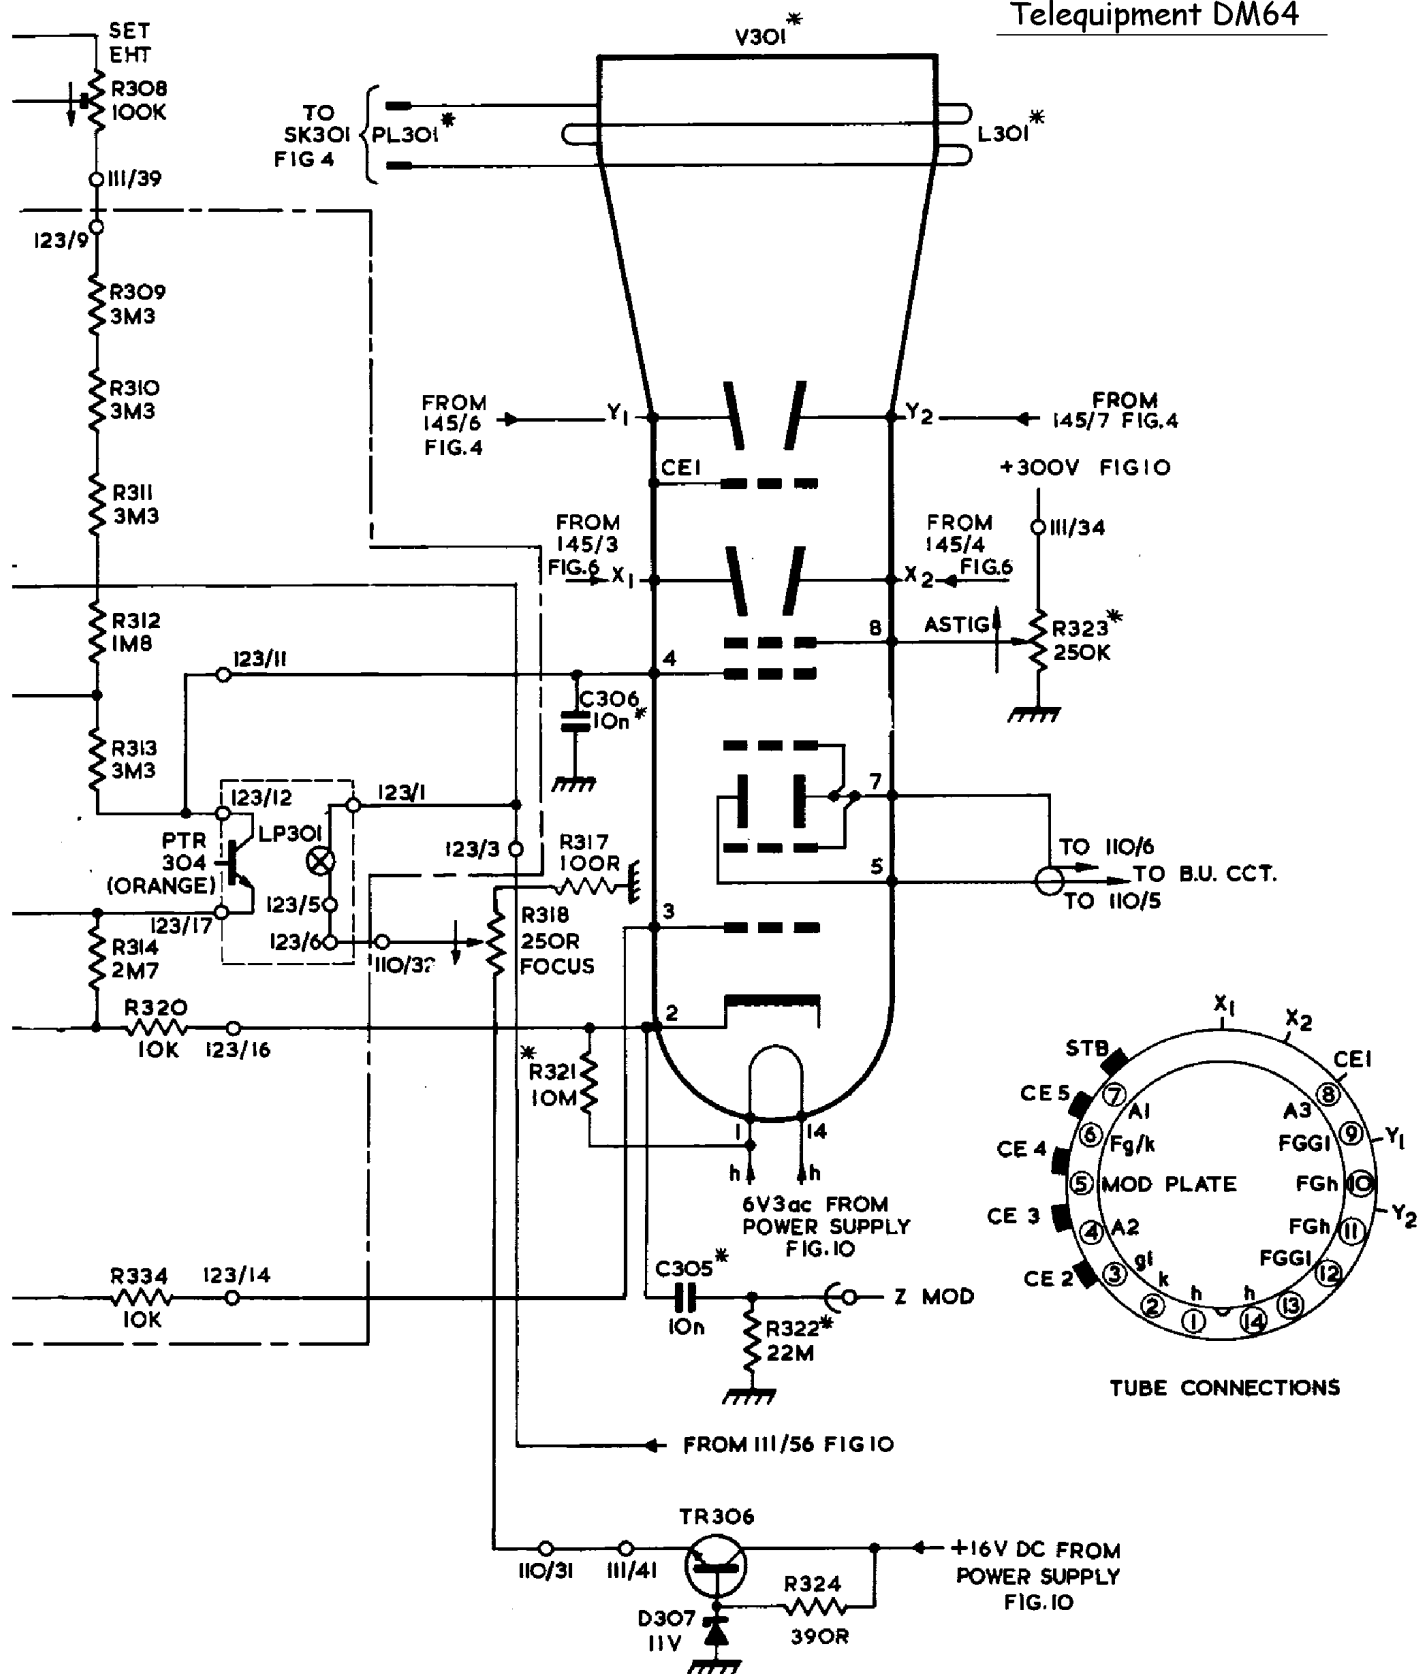 Telequipment DM64
V301*
SET
EHT
R308
100K
TO
SK301
FIG 4
PL301*
L301*
111/39
123/9
R309
3M3
R310
3M3
R311
3M3
R312
1M8
R313
3M3
FROM
145/6
FIG.4
Y1
Y2
FROM
145/7 FIG.4
CE1
+300V FIG10
111/34
FROM
145/3
FIG.6
X1
X2
FROM
145/4
FIG.6
8
ASTIG
R323*
250K
123/11
4
C306
10n*
123/12
LP301
123/1
PTR
304
(ORANGE)
123/5
123/17
123/6
110/32
123/3
R317
100R
R318
250R
FOCUS
7
5
TO 110/6
TO B.U. CCT.
TO 110/5
3
R314
2M7
R320
10K
123/16
2
*
R321
10M
1
14
h
h
6V3ac FROM
POWER SUPPLY
FIG.10
R334
10K
123/14
C305*
10n
Z MOD
R322*
22M
FROM 111/56 FIG10
TR306
110/31
111/41
+16V DC FROM
POWER SUPPLY
FIG.10
R324
390R
D307
11V
X1
X2
STB
CE1
CE5
7
A1
A3
8
6
Fg/k
FGG1
9
Y1
CE4
5
MOD PLATE
FGh
10
CE 3
4
A2
FGh
11
Y2
CE 2
3
g1
FGG1
12
k
h
h
2
1
14
13
TUBE CONNECTIONS